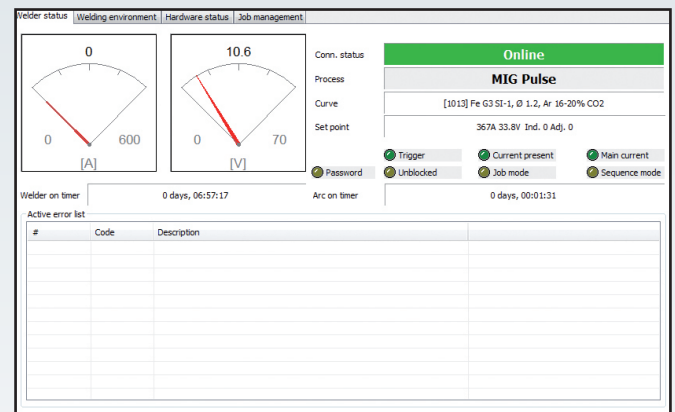 Welder status Welding environment Hardware status Job management
0 10.6
0 600 0 70
[A] [V]
Conn. status Online
Process MIG Pulse
Curve [1013] Fe G3 SI-1, Ø 1.2, Ar 16-20% CO2
Set point 367A 33.8V Ind. 0 Adj. 0
Trigger Current present Main current
Password Unblocked Job mode Sequence mode
Welder on timer 0 days, 06:57:17 Arc on timer 0 days, 00:01:31
Active error list
# Code Description